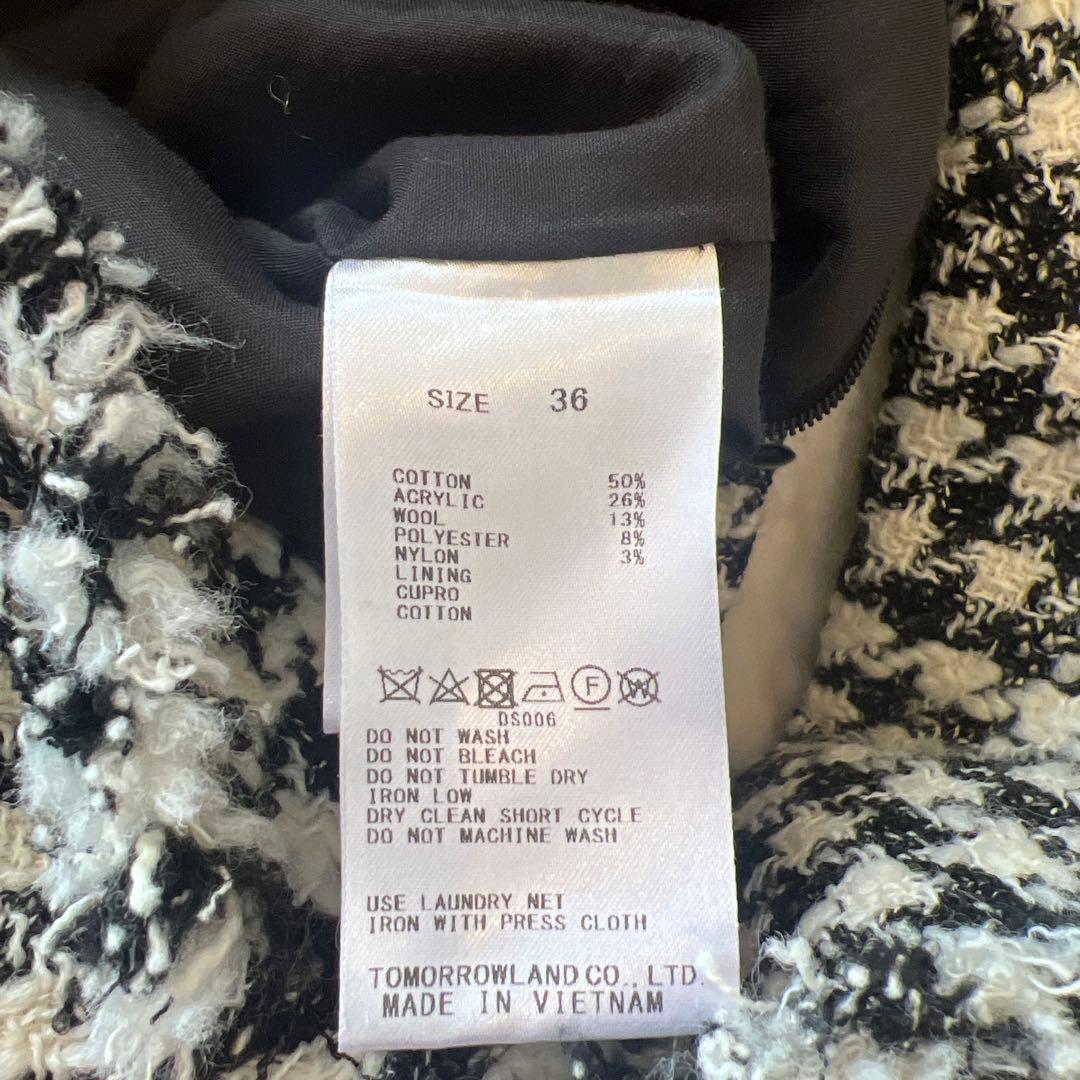 SIZE 36
COTTON 50%
ACRYLIC 26%
WOOL 13%
POLYESTER 8%
NYLON 3%
LINING
CUPRO
COTTON
F W
DS006
DO NOT WASH
DO NOT BLEACH
DO NOT TUMBLE DRY
IRON LOW
DRY CLEAN SHORT CYCLE
DO NOT MACHINE WASH
USE LAUNDRY NET
IRON WITH PRESS CLOTH
TOMORROWLAND CO., LTD.
MADE IN VIETNAM